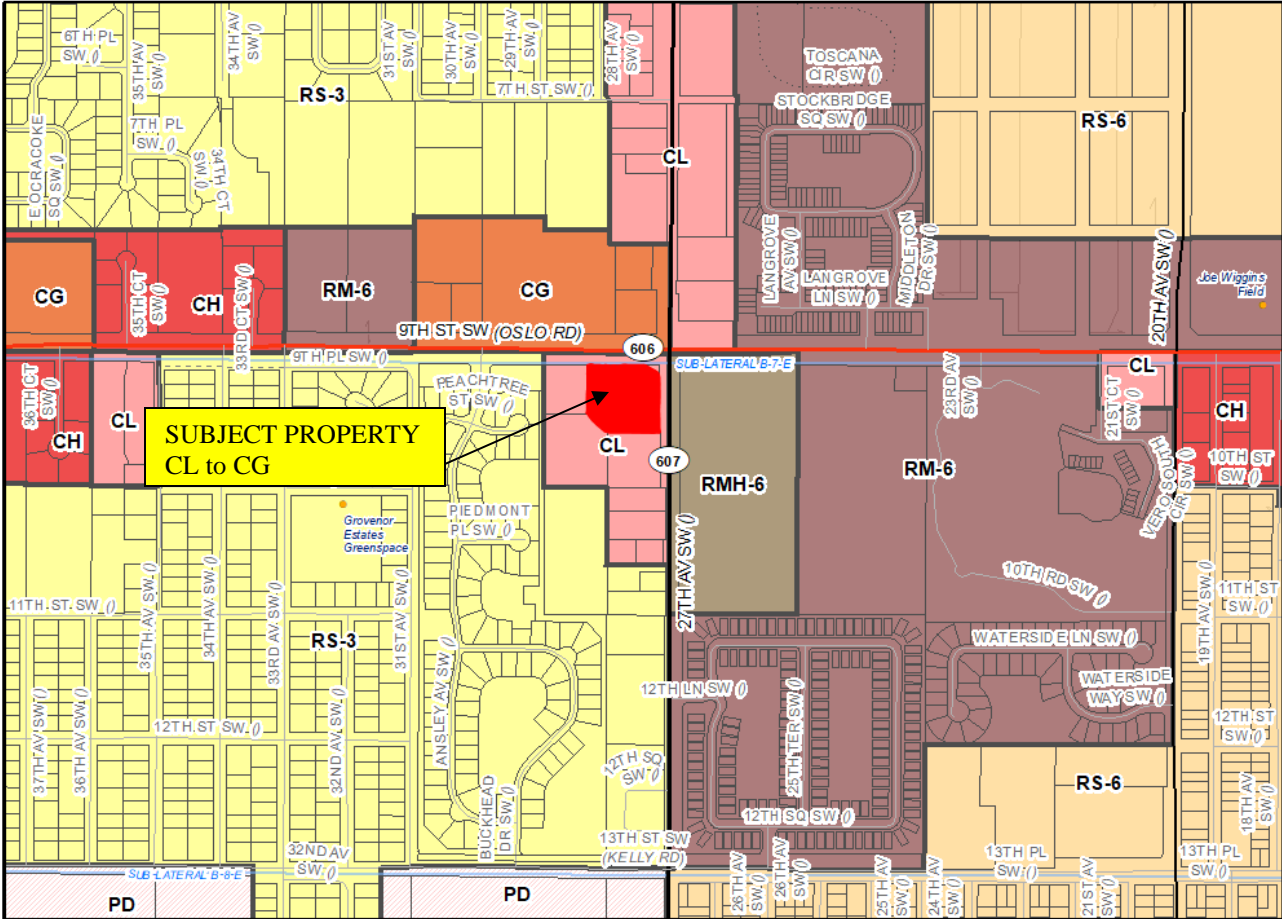 6TH PL
SW ()
35TH AV
SW ()
34TH AV
SW ()
31ST AV
SW ()
30TH AV
SW ()
29TH AV
SW ()
28TH AV
SW ()
TOSCANA
CIR SW ()
RS-3
7TH ST SW ()
STOCKBRIDGE
SQ SW ()
RS-6
7TH PL
SW ()
34TH CT
SW ()
E OCRACOKE
SQ SW ()
CL
LANGROVE
AV SW ()
MIDDLETON
DR SW ()
LANGROVE
LN SW ()
20TH AV SW ()
Joe Wiggins
Field
CG
35TH CT
SW ()
CH
33RD CT SW ()
RM-6
CG
9TH ST SW (OSLO RD)
606
9TH PL SW ()
SUB-LATERAL B-7-E
36TH CT
SW ()
CH
CL
PEACHTREE
ST SW ()
23RD AV
SW ()
CL
21ST CT
SW ()
CH
SUBJECT PROPERTY
CL to CG
CL
607
RMH-6
RM-6
10TH ST
SW ()
VERO SOUTH
CIR SW ()
Grovenor
Estates
Greenspace
PIEDMONT
PL SW ()
27TH AV SW ()
10TH RD SW ()
11TH ST SW ()
35TH AV SW ()
34TH AV SW ()
33RD AV SW ()
RS-3
31ST AV SW ()
19TH AV SW ()
11TH ST
SW ()
WATERSIDE LN SW ()
WATERSIDE
WAY SW ()
37TH AV SW ()
36TH AV SW ()
12TH ST SW ()
32ND AV SW ()
ANSLEY AV SW ()
12TH LN SW ()
25TH TER SW ()
12TH ST
SW ()
12TH SQ
SW ()
BUCKHEAD
DR SW ()
RS-6
18TH AV
SW ()
12TH SQ SW ()
32ND AV
SW ()
13TH ST SW
(KELLY RD)
13TH PL
SW ()
13TH PL
SW ()
SUB-LATERAL B-8-E
PD
PD
26TH AV
SW ()
26TH AV
SW ()
25TH AV
SW ()
24TH AV
SW ()
21ST AV
SW ()